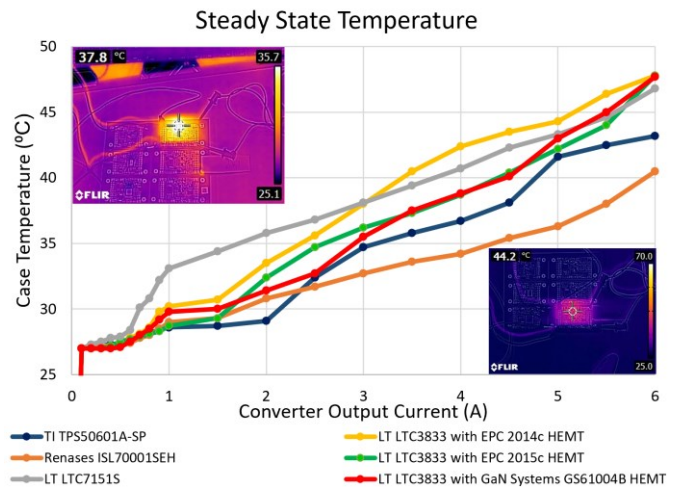 Steady State Temperature
Case Temperature (⁰C)
50
45
40
35
30
25
37.8 °C
35.7
25.1
FLIR
44.2 °C
70.0
25.0
FLIR
0 1 2 3 4 5 6
Converter Output Current (A)
TI TPS50601A-SP
LT LTC3833 with EPC 2014c HEMT
Renases ISL70001SEH
LT LTC3833 with EPC 2015c HEMT
LT LTC7151S
LT LTC3833 with GaN Systems GS61004B HEMT